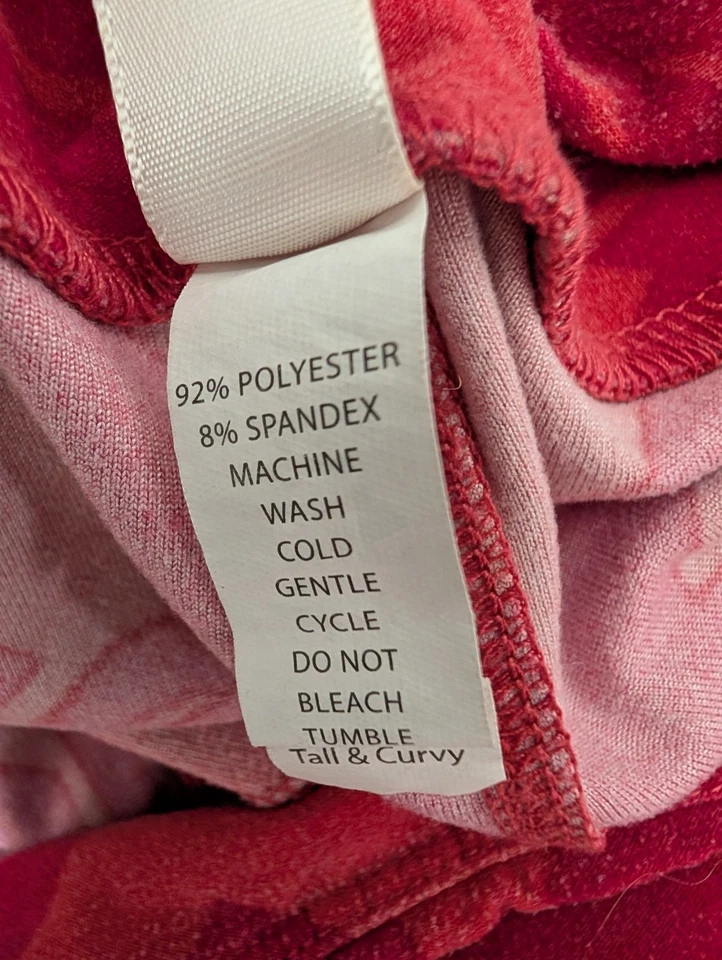 92% POLYESTER
8% SPANDEX
MACHINE
WASH
COLD
GENTLE
CYCLE
DO NOT
BLEACH
TUMBLE
Tall & Curvy